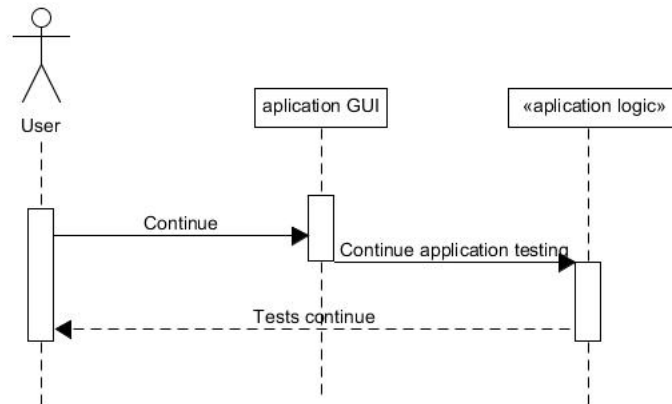 aplication GUI
«aplication logic»
User
Continue
Continue application testing
Tests continue